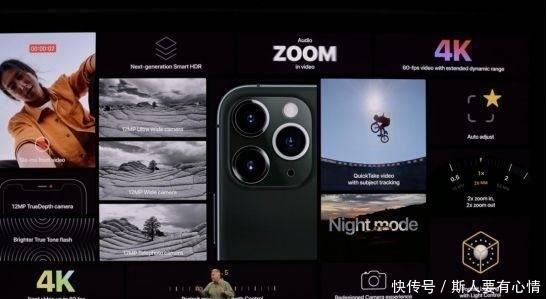 00:00:02
Slo-mo front video
12MP TrueDepth camera
Brighter True Tone flash
4K
Next-generation Smart HDR
12MP Ultra Wide camera
12MP Wide camera
12MP Telephoto camera
Audio
ZOOM
in video
QuickTake video
with subject tracking
Night mode
Redesigned Camera experience
4K
60-fps video with extended dynamic range
Auto adjust
0.5
1x
2x zoom in,
2x zoom out
with Light Control
快传号 / 斯人要有心情